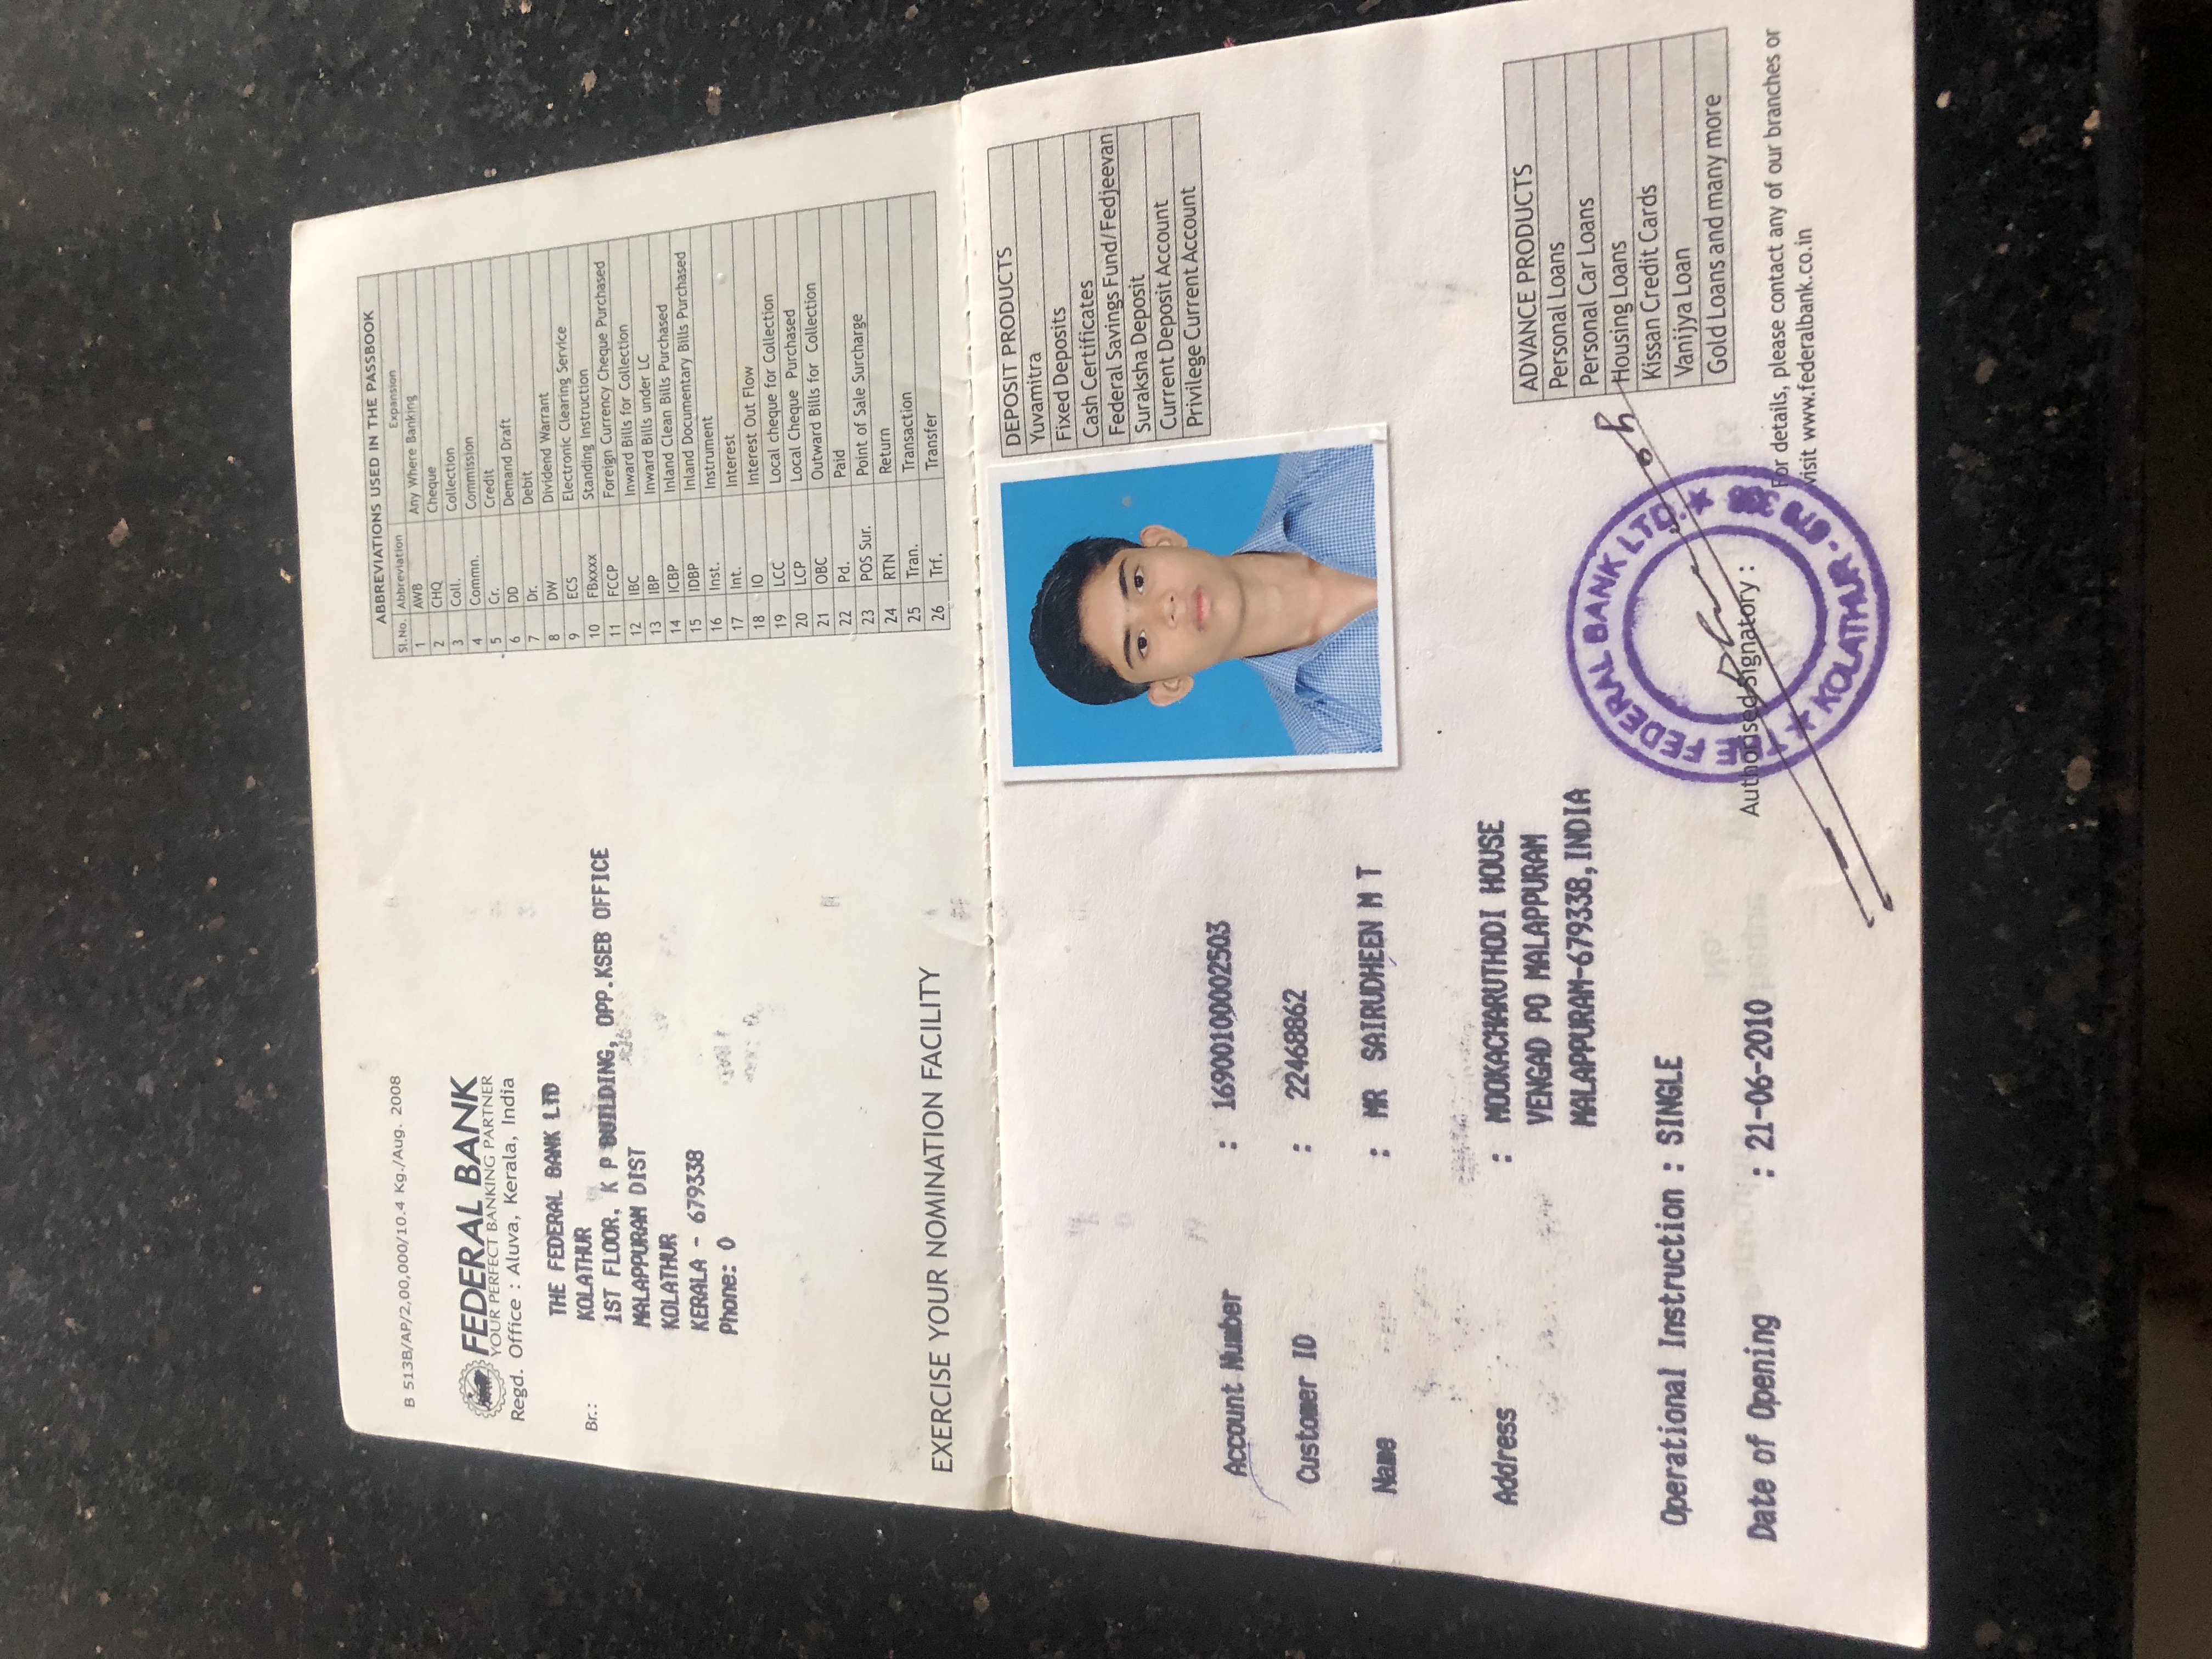 B 513B/AP/2,00,000/10.4 Kg./Aug. 2008
FEDERAL BANK
YOUR PERFECT BANKING PARTNER
Regd. Office : Aluva, Kerala, India
THE FEDERAL BANK LTD
Br.: KOLATHUR
1ST FLOOR, K P BUILDING, OPP.KSEB OFFICE
MALAPPURAM DIST
KOLATHUR
KERALA - 679338
Phone: 0
EXERCISE YOUR NOMINATION FACILITY
ABBREVIATIONS USED IN THE PASSBOOK
Sl.No. Abbreviation Expansion
1 AWB Any Where Banking
2 CHQ Cheque
3 Coll. Collection
4 Commn. Commission
5 Cr. Credit
6 DD Demand Draft
7 Dr. Debit
8 DW Dividend Warrant
9 ECS Electronic Clearing Service
10 FBxxxx Standing Instruction
11 FCCP Foreign Currency Cheque Purchased
12 IBC Inward Bills for Collection
13 IBP Inward Bills under LC
14 ICBP Inland Clean Bills Purchased
15 IDBP Inland Documentary Bills Purchased
16 Inst. Instrument
17 Int. Interest
18 IO Interest Out Flow
19 LCC Local cheque for Collection
20 LCP Local Cheque Purchased
21 OBC Outward Bills for Collection
22 Pd. Paid
23 POS Sur. Point of Sale Surcharge
24 RTN Return
25 Tran. Transaction
26 Trf. Transfer
Account Number : 16900100002503
Customer ID : 22468862
Name : MR SAIRUDHEEN M T
Address : MOOKACHARUTHODI HOUSE
VENGAD PO MALAPPURAM
MALAPPURAM-679338, INDIA
Operational Instruction : SINGLE
Date of Opening : 21-06-2010
DEPOSIT PRODUCTS
Yuvamitra
Fixed Deposits
Cash Certificates
Federal Savings Fund/Fedjeevan
Suraksha Deposit
Current Deposit Account
Privilege Current Account
ADVANCE PRODUCTS
Personal Loans
Personal Car Loans
Housing Loans
Kissan Credit Cards
Vanijya Loan
Gold Loans and many more
Authorised Signatory :
THE FEDERAL BANK LTD.
KOLATHUR - 679 338
For details, please contact any of our branches or
visit www.federalbank.co.in